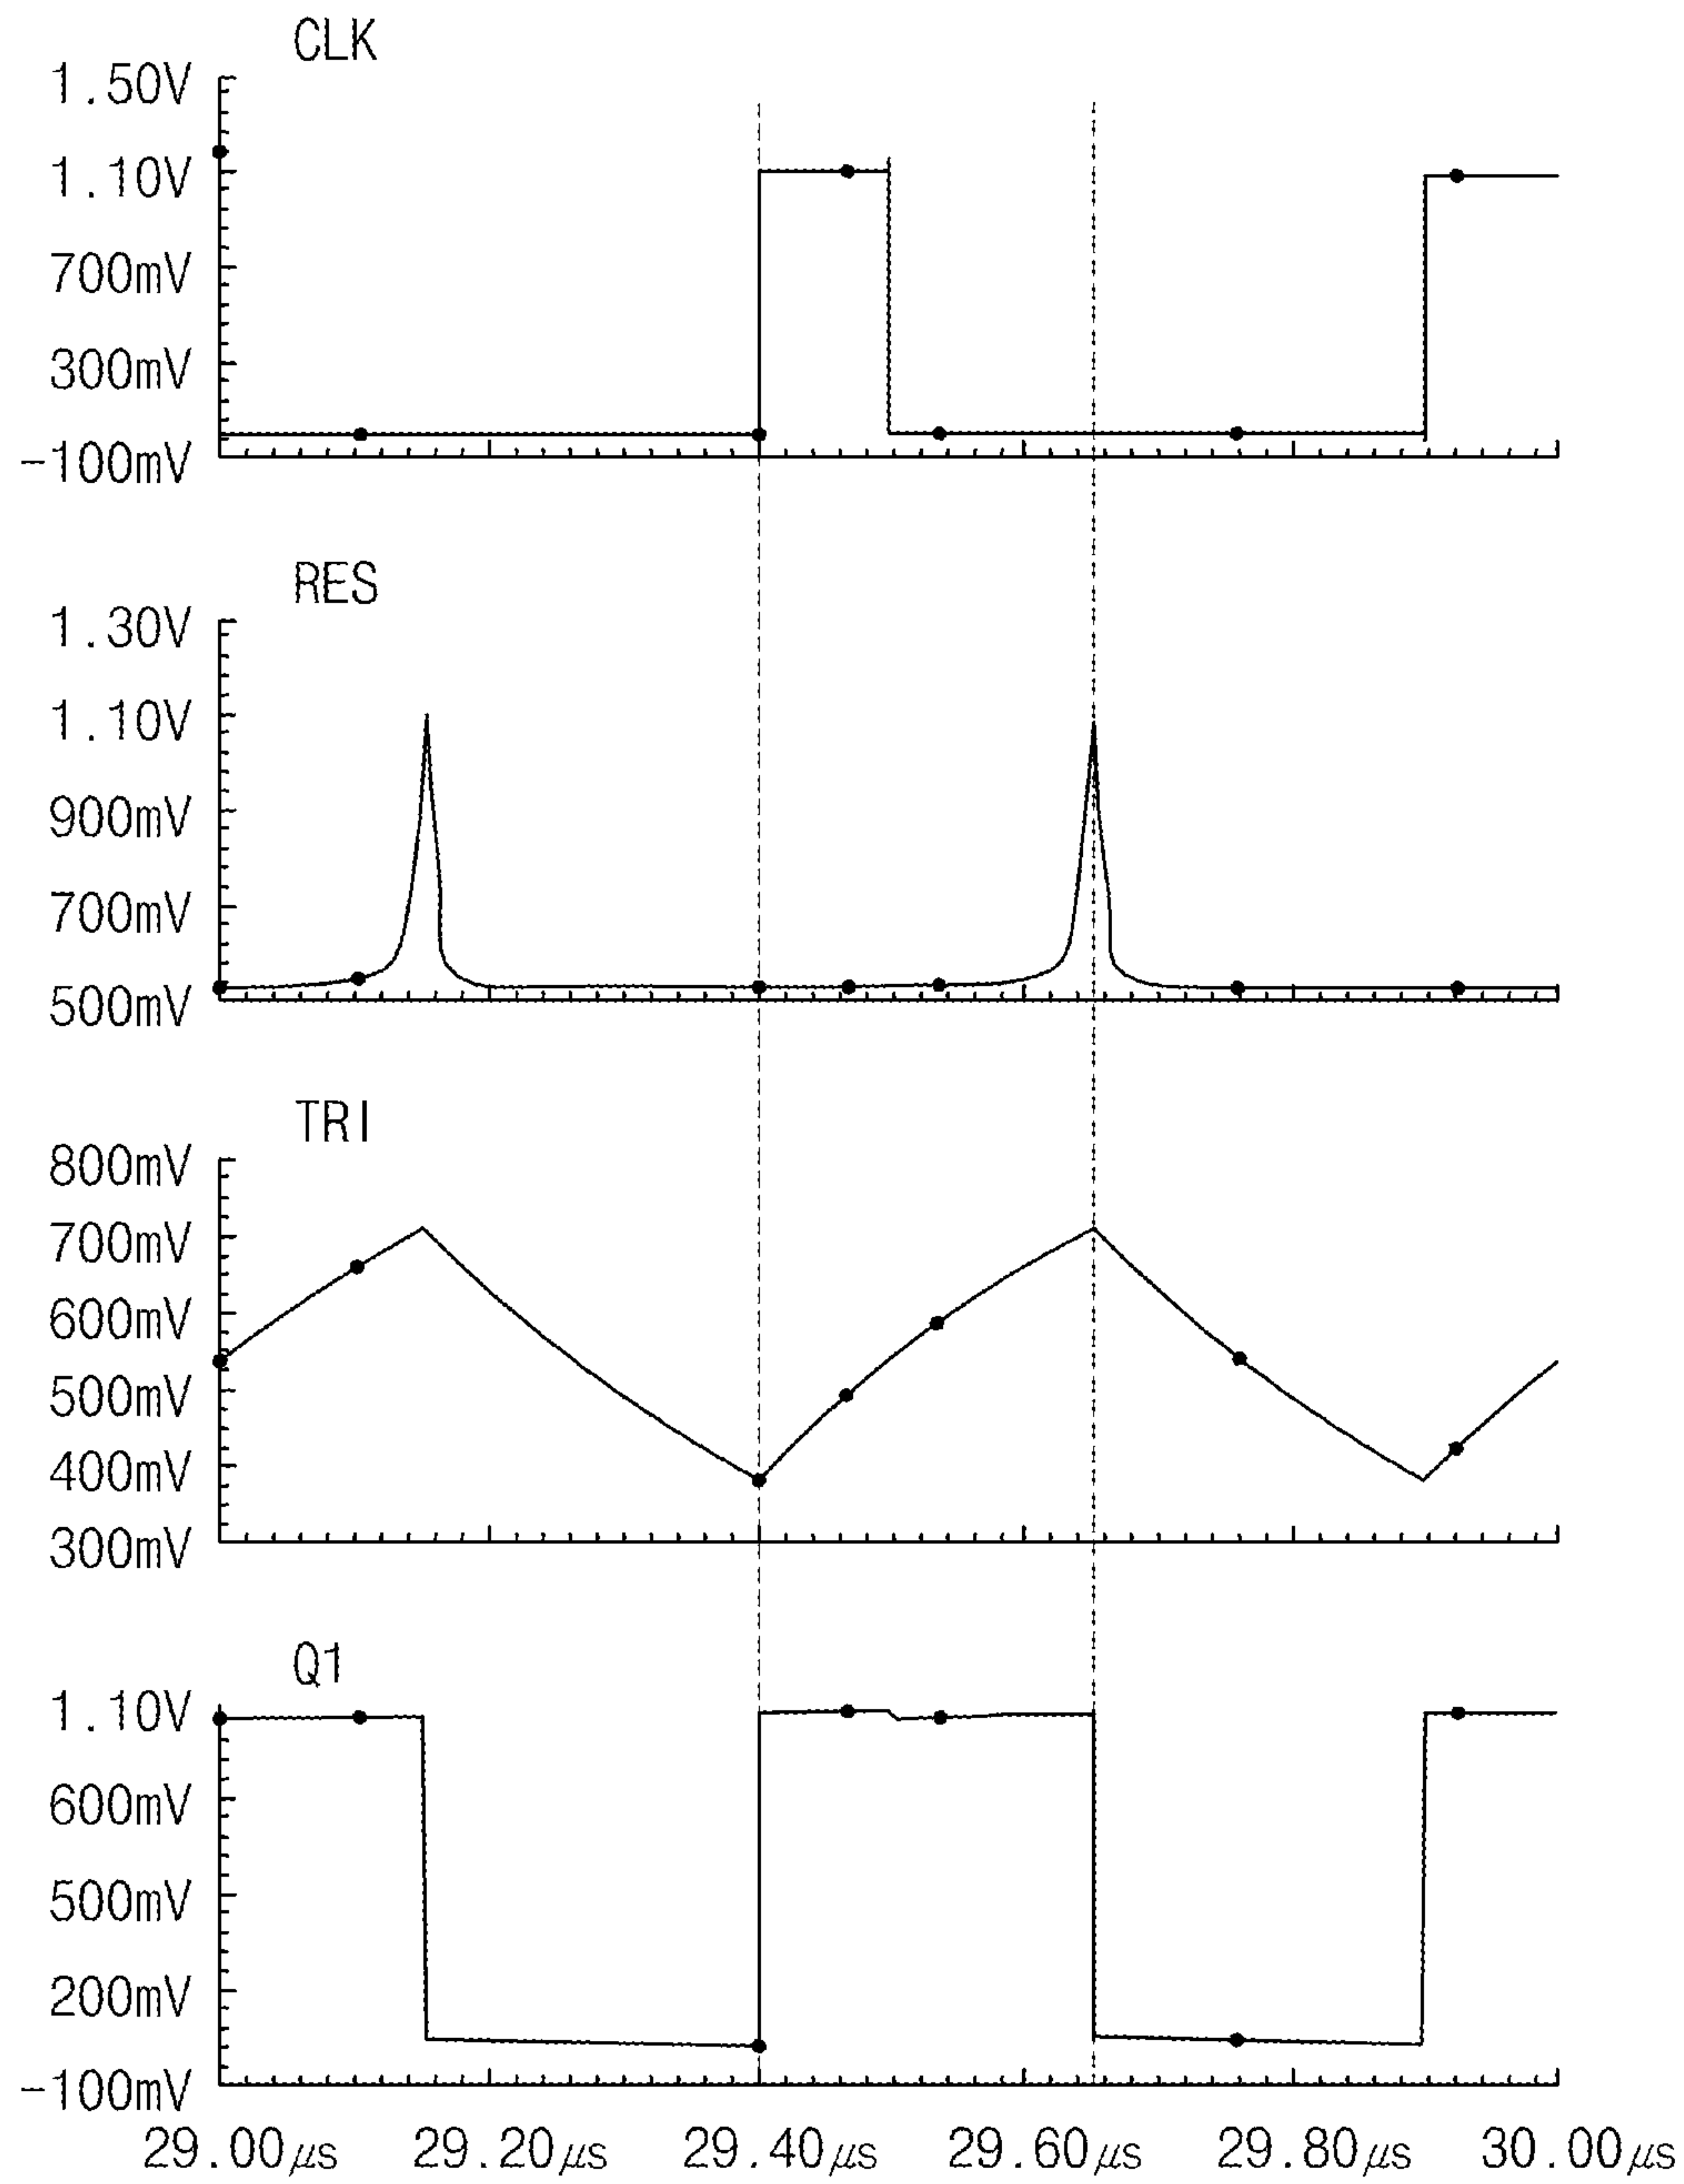 CLK
1.50V
1.10V
700mV
300mV
-100mV
RES
1.30V
1.10V
900mV
700mV
500mV
TRI
800mV
700mV
600mV
500mV
400mV
300mV
Q1
1.10V
600mV
500mV
200mV
-100mV
29.00μs 29.20μs 29.40μs 29.60μs 29.80μs 30.00μs